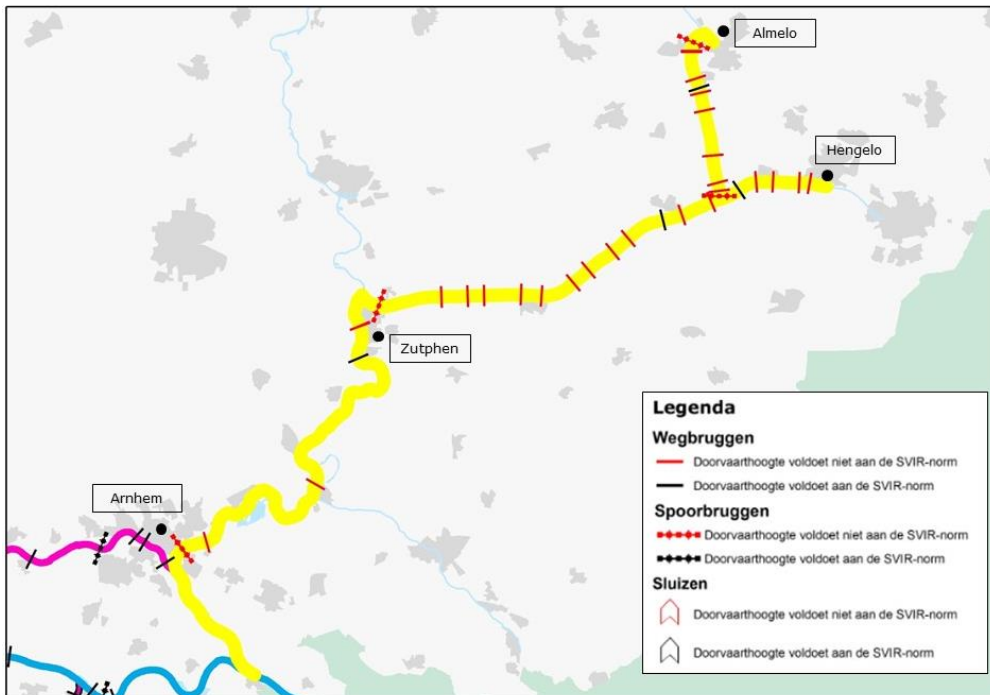 Almelo
Hengelo
Zutphen
Arnhem
Legenda
Wegbruggen
Doorvaarthoogte voldoet niet aan de SVIR-norm
Doorvaarthoogte voldoet aan de SVIR-norm
Spoorbruggen
Doorvaarthoogte voldoet niet aan de SVIR-norm
Doorvaarthoogte voldoet aan de SVIR-norm
Sluizen
Doorvaarthoogte voldoet niet aan de SVIR-norm
Doorvaarthoogte voldoet aan de SVIR-norm